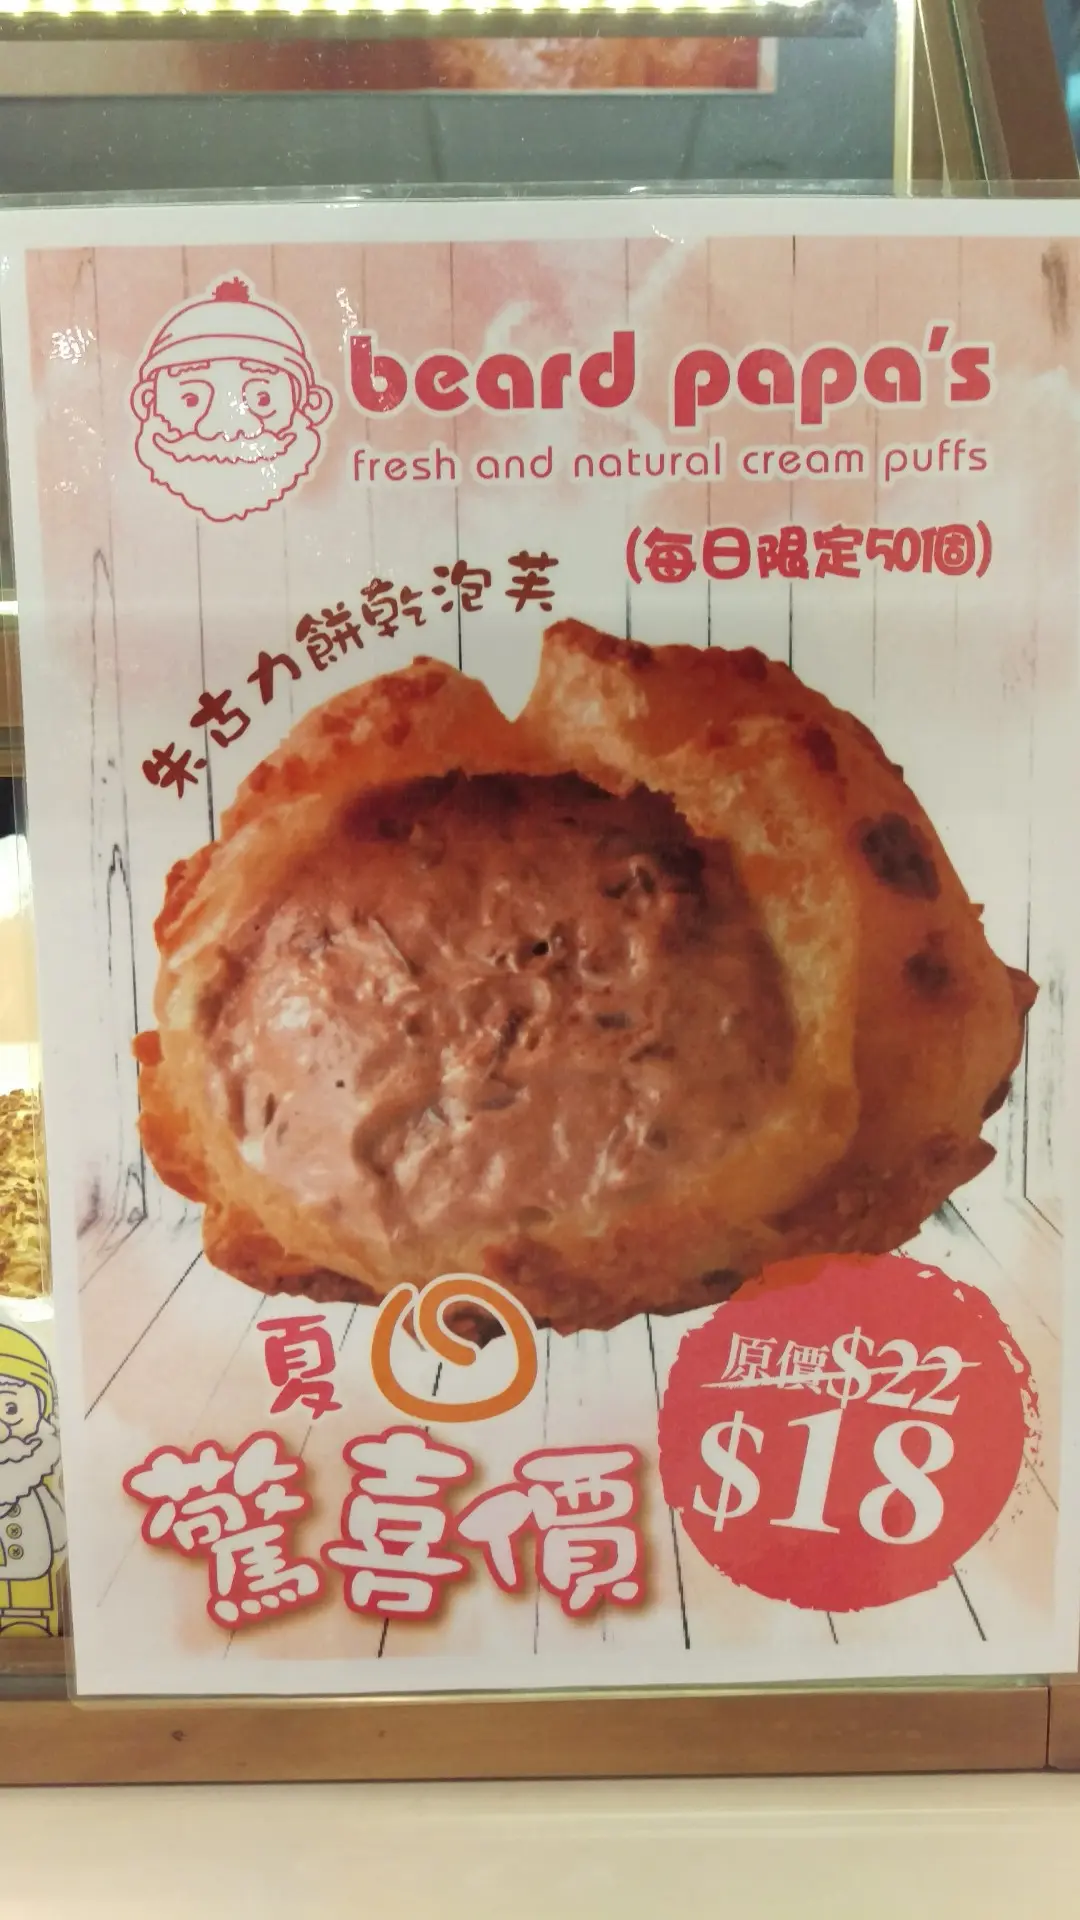 beard papa's
fresh and natural cream puffs
(每日限定50個)
朱古力餅乾泡芙
夏
驚喜價
原價$22
$18